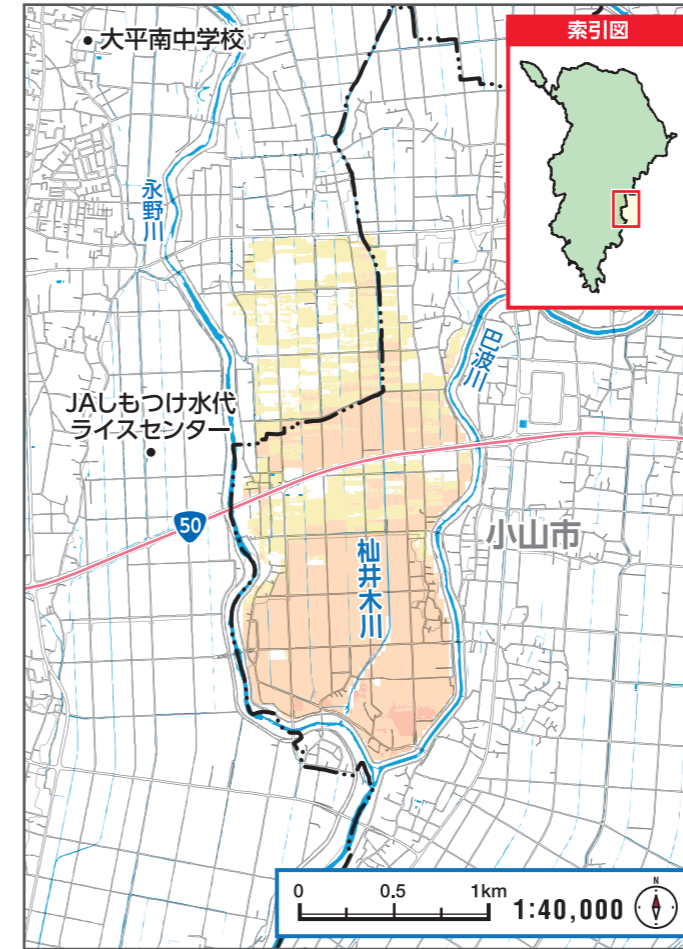 大平南中学校
索引図
永野川
巴波川
JAしもつけ水代
ライスセンター
50
小山市
杣井木川
0 0.5 1km
1:40,000
N